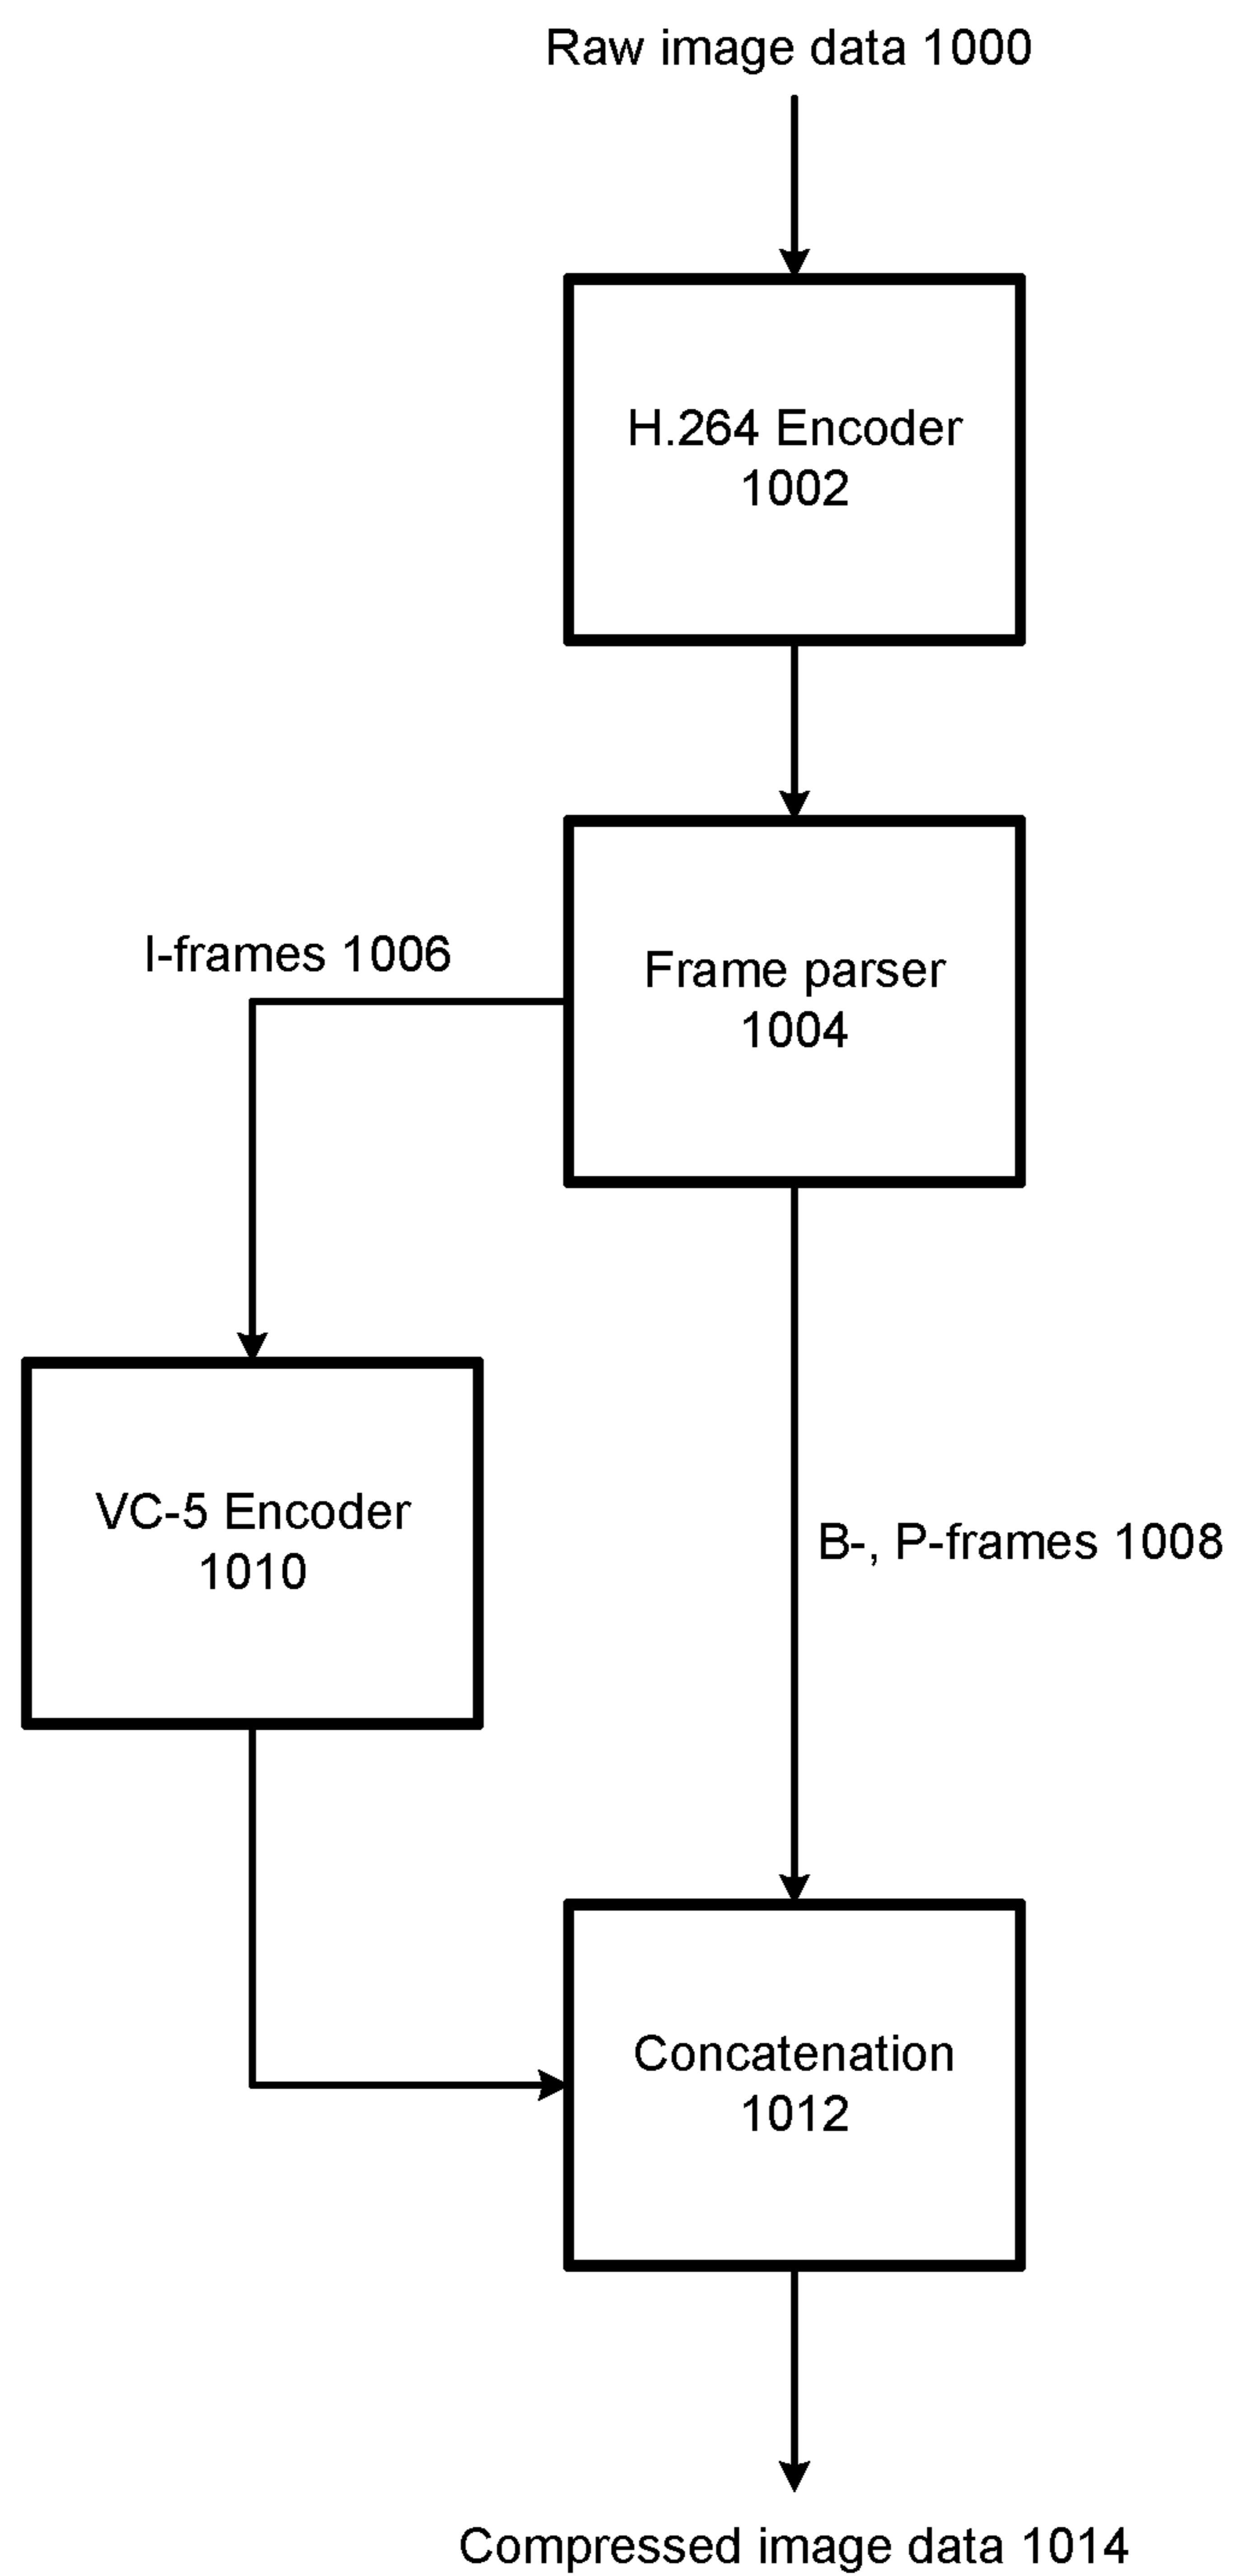 Raw image data 1000
H.264 Encoder
1002
I-frames 1006
Frame parser
1004
VC-5 Encoder
1010
B-, P-frames 1008
Concatenation
1012
Compressed image data 1014